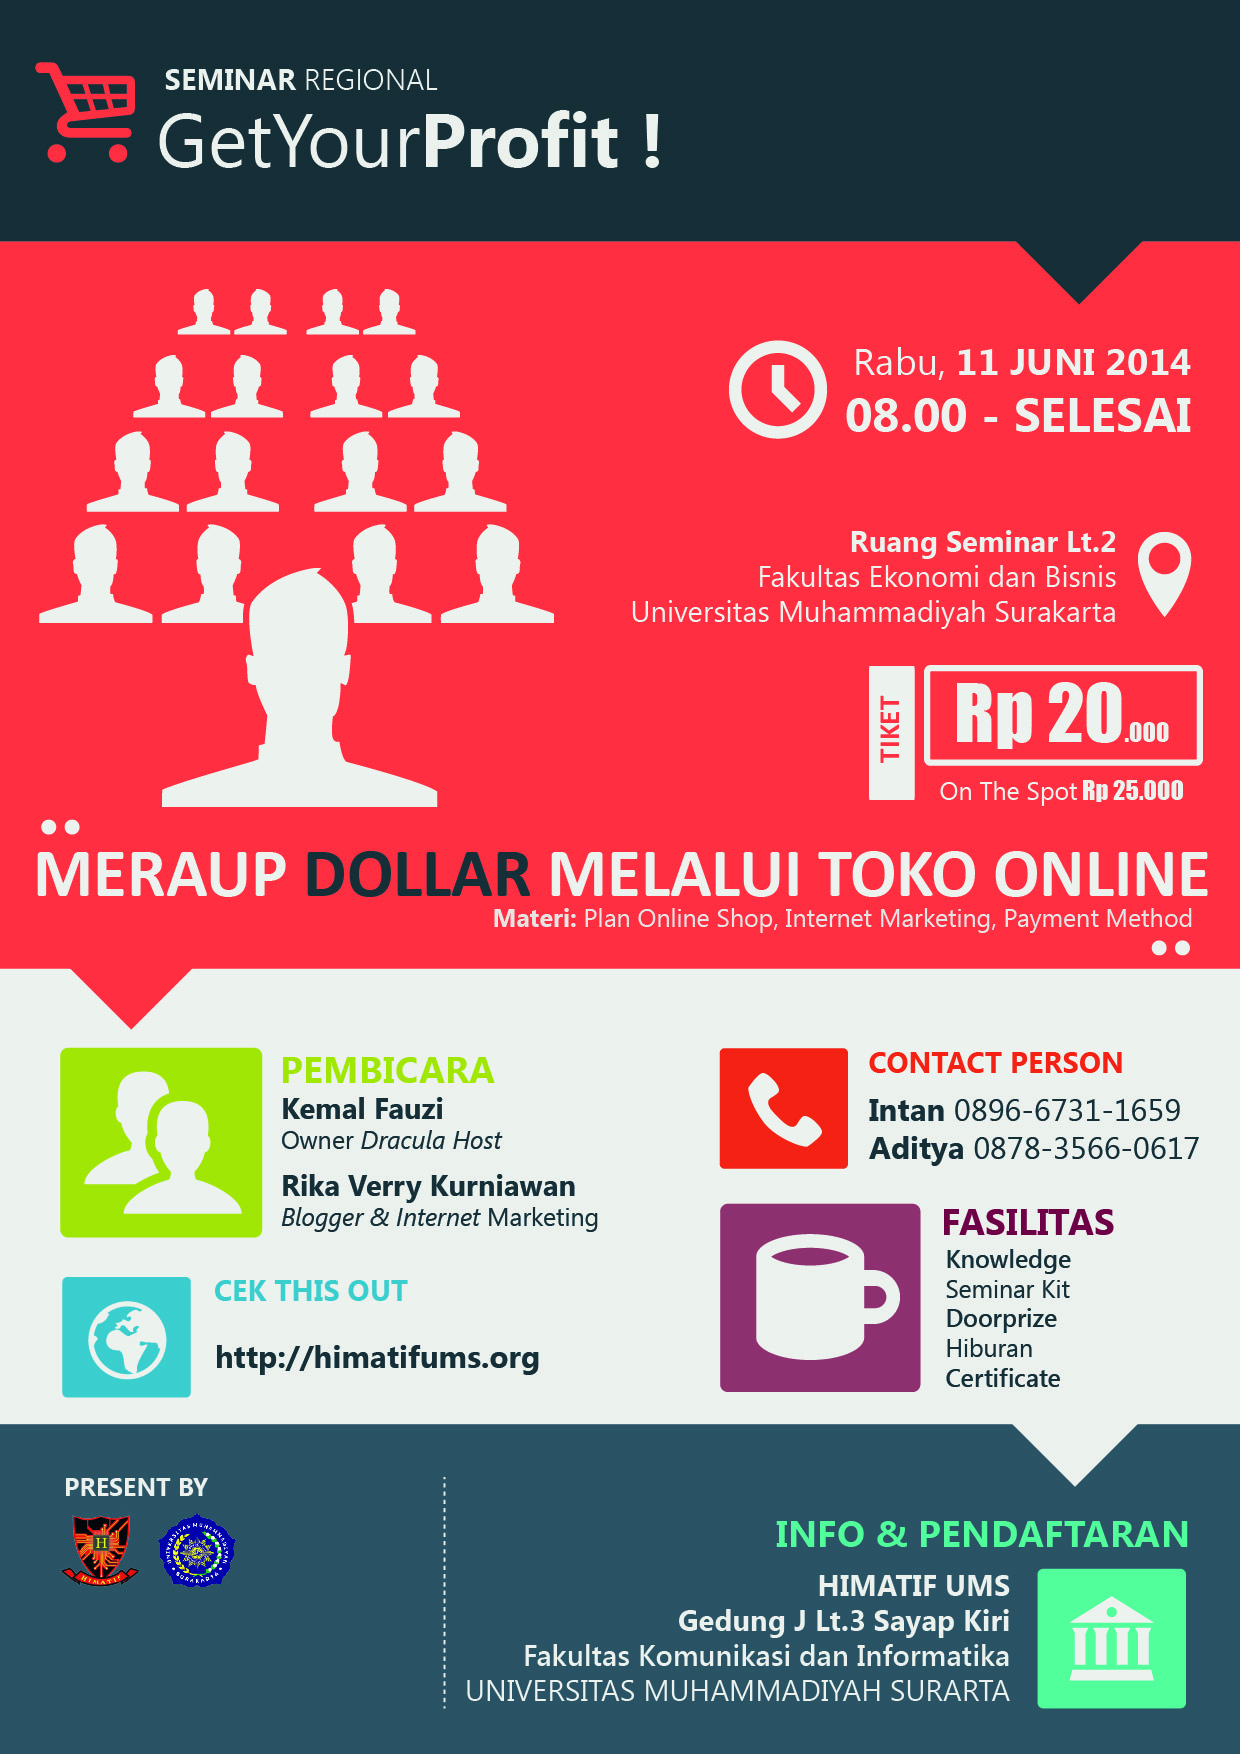 SEMINAR REGIONAL
GetYourProfit !
Rabu, 11 JUNI 2014
08.00 - SELESAI
Ruang Seminar Lt.2
Fakultas Ekonomi dan Bisnis
Universitas Muhammadiyah Surakarta
TIKET
Rp 20.000
On The Spot Rp 25.000
MERAUP DOLLAR MELALUI TOKO ONLINE
Materi: Plan Online Shop, Internet Marketing, Payment Method
PEMBICARA
Kemal Fauzi
Owner Dracula Host
Rika Verry Kurniawan
Blogger & Internet Marketing
CEK THIS OUT
http://himatifums.org
CONTACT PERSON
Intan 0896-6731-1659
Aditya 0878-3566-0617
FASILITAS
Knowledge
Seminar Kit
Doorprize
Hiburan
Certificate
PRESENT BY
H
HIMATIF
UNIVERSITAS MUHAMMADIYAH
SURAKARTA
INFO & PENDAFTARAN
HIMATIF UMS
Gedung J Lt.3 Sayap Kiri
Fakultas Komunikasi dan Informatika
UNIVERSITAS MUHAMMADIYAH SURARTA